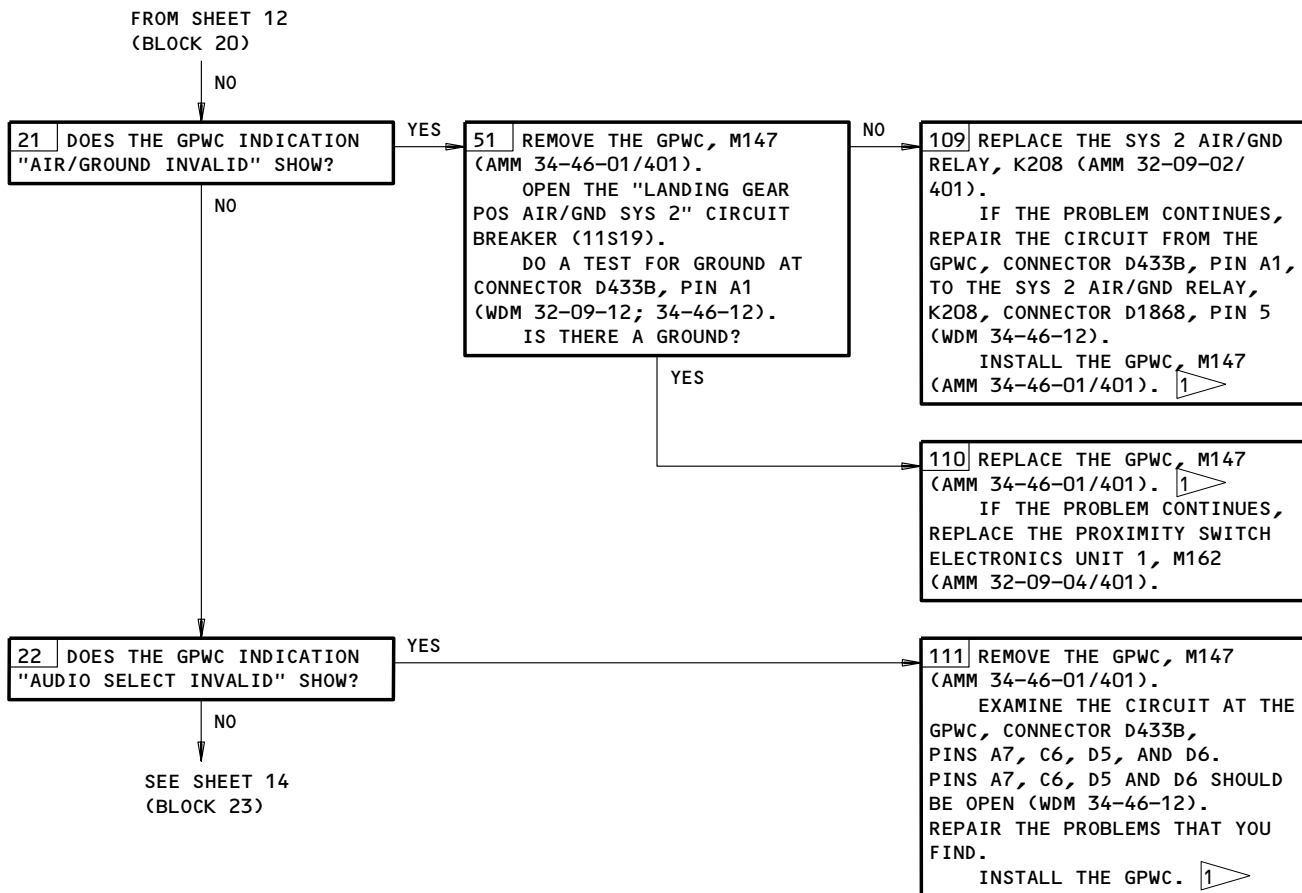 FROM SHEET 12
(BLOCK 20)
NO
21 DOES THE GPWC INDICATION
"AIR/GROUND INVALID" SHOW?
YES
NO
51 REMOVE THE GPWC, M147
(AMM 34-46-01/401).
OPEN THE "LANDING GEAR
POS AIR/GND SYS 2" CIRCUIT
BREAKER (11S19).
DO A TEST FOR GROUND AT
CONNECTOR D433B, PIN A1
(WDM 32-09-12; 34-46-12).
IS THERE A GROUND?
NO
YES
109 REPLACE THE SYS 2 AIR/GND
RELAY, K208 (AMM 32-09-02/
401).
IF THE PROBLEM CONTINUES,
REPAIR THE CIRCUIT FROM THE
GPWC, CONNECTOR D433B, PIN A1,
TO THE SYS 2 AIR/GND RELAY,
K208, CONNECTOR D1868, PIN 5
(WDM 34-46-12).
INSTALL THE GPWC, M147
(AMM 34-46-01/401). 1
110 REPLACE THE GPWC, M147
(AMM 34-46-01/401). 1
IF THE PROBLEM CONTINUES,
REPLACE THE PROXIMITY SWITCH
ELECTRONICS UNIT 1, M162
(AMM 32-09-04/401).
22 DOES THE GPWC INDICATION
"AUDIO SELECT INVALID" SHOW?
YES
NO
SEE SHEET 14
(BLOCK 23)
111 REMOVE THE GPWC, M147
(AMM 34-46-01/401).
EXAMINE THE CIRCUIT AT THE
GPWC, CONNECTOR D433B,
PINS A7, C6, D5, AND D6.
PINS A7, C6, D5 AND D6 SHOULD
BE OPEN (WDM 34-46-12).
REPAIR THE PROBLEMS THAT YOU
FIND.
INSTALL THE GPWC. 1